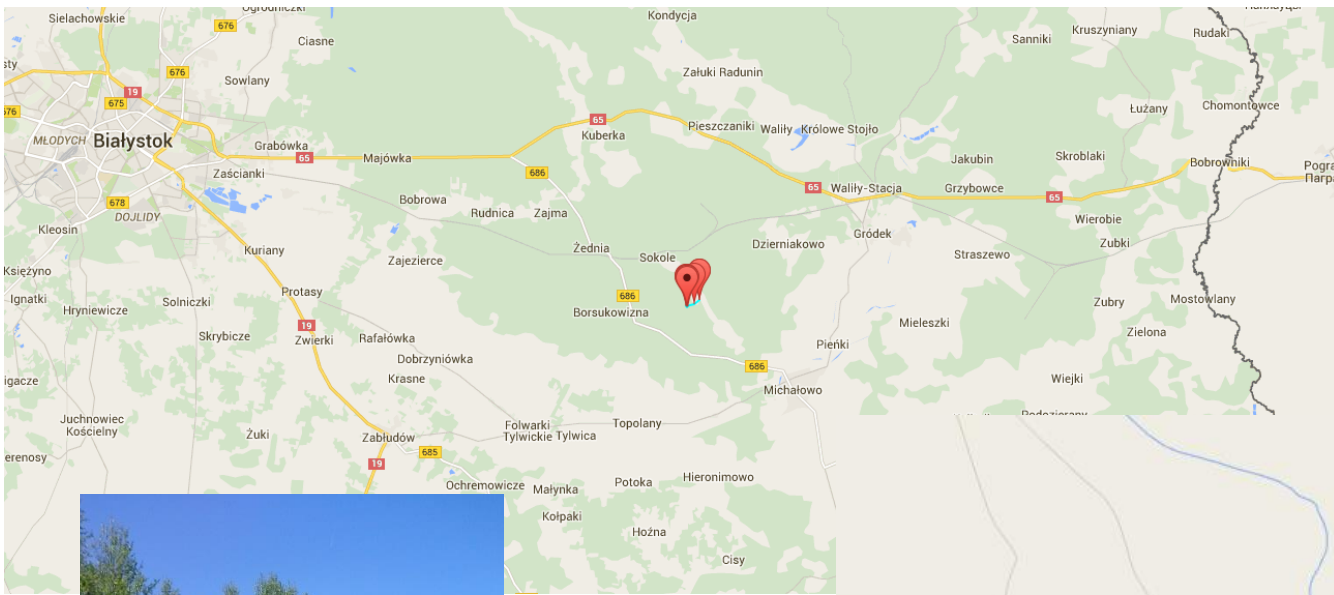 Sielachowskie
Ogrodniczki
676
Kondycja
Sanniki
Kruszyniany
Rudaki
Ciasne
676
Sowlany
Załuki Radunin
19
675
676
65
Kuberka
Pieszczaniki
Waliły
Królowe Stojło
Łużany
Chomontowce
MŁODYCH
Białystok
Grabówka
65
Majówka
686
Jakubin
Skroblaki
Bobrowniki
Zaścianki
65
Waliły-Stacja
Grzybowce
65
678
DOJLIDY
Bobrowa
Rudnica
Zajma
Wierobie
Kleosin
Kuriany
Zajezierce
Żednia
Sokole
Dzierniakowo
Gródek
Straszewo
Zubki
Księżyno
Ignatki
Hryniewicze
Solniczki
Protasy
686
Borsukowizna
Zubry
Mostowlany
Skrybicze
19
Zwierki
Rafałówka
Mieleszki
Zielona
Dobrzyniówka
Krasne
Pieńki
686
Michałowo
Wiejki
Juchnowiec
Kościelny
Żuki
Zabłudów
685
Folwarki
Tylwickie
Tylwica
Topolany
19
Ochremowicze
Małynka
Potoka
Hieronimowo
Kołpaki
Hoźna
Cisy